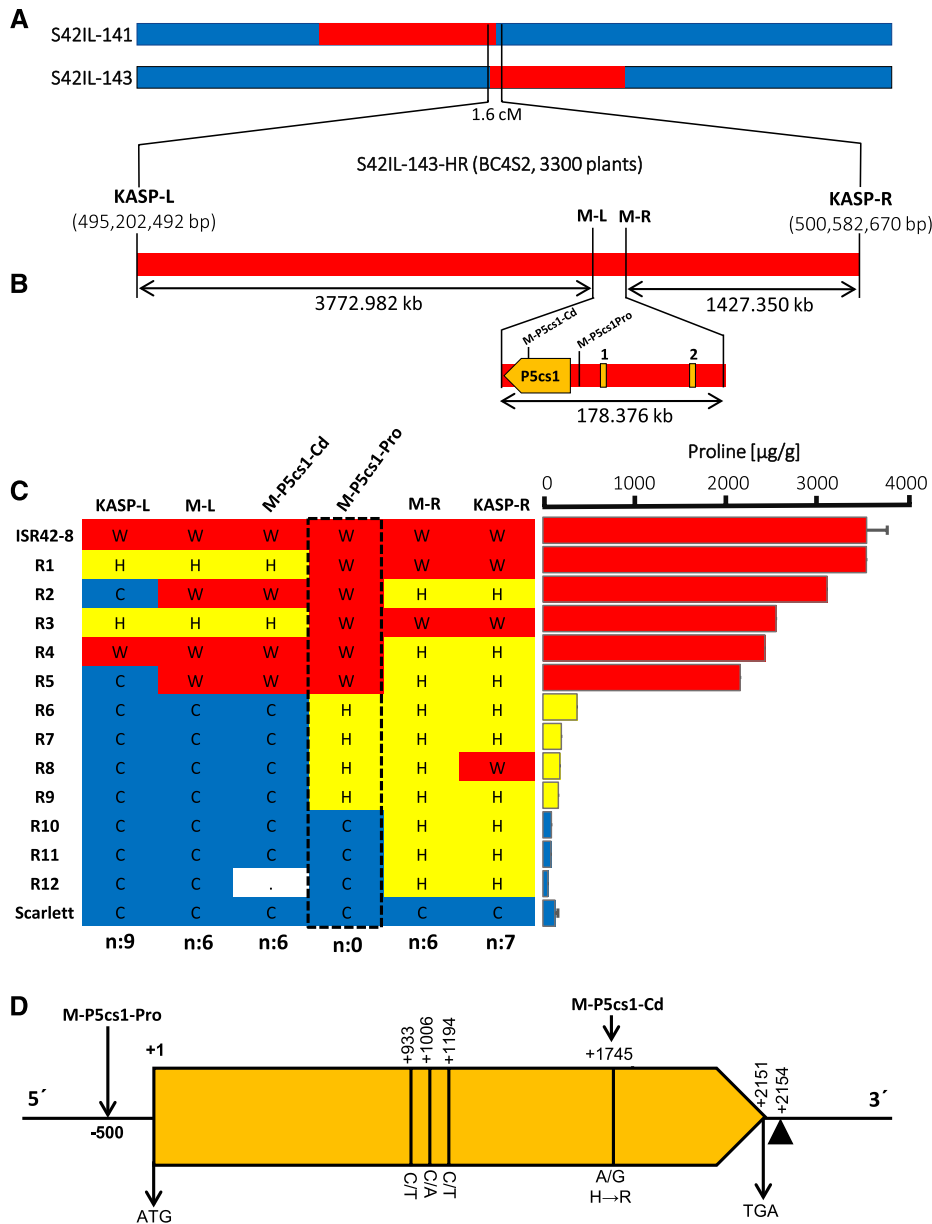 A
S42IL-141
S42IL-143
1.6 cM
S42IL-143-HR (BC4S2, 3300 plants)
KASP-L
(495,202,492 bp)
KASP-R
(500,582,670 bp)
M-L M-R
B
3772.982 kb
1427.350 kb
M-P5cs1-Cd
M-P5cs1Pro
P5cs1
1
2
178.376 kb
Proline [µg/g]
0 1000 2000 3000 4000
C
KASP-L M-L M-P5cs1-Cd M-P5cs1-Pro M-R KASP-R
ISR42-8 W W W W W W
R1 H H H W W W
R2 C W W W H H
R3 H H H W W W
R4 W W W W H H
R5 C W W W H H
R6 C C C H H H
R7 C C C H H H
R8 C C C H H W
R9 C C C H H H
R10 C C C C H H
R11 C C C C H H
R12 C C . C H H
Scarlett C C C C C C
n:9 n:6 n:6 n:0 n:6 n:7
D
M-P5cs1-Pro
M-P5cs1-Cd
+1
+933
+1006
+1194
+1745
+2151
+2154
5´
3´
-500
C/T
C/A
C/T
A/G
H→R
ATG
TGA